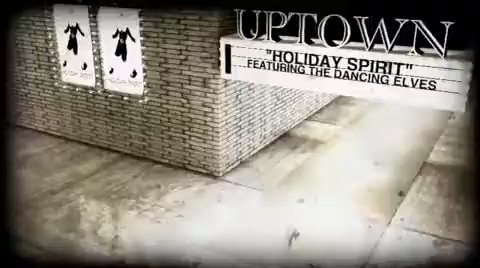 UPTOWN
"HOLIDAY SPIRIT"
FEATURING THE DANCING ELVES